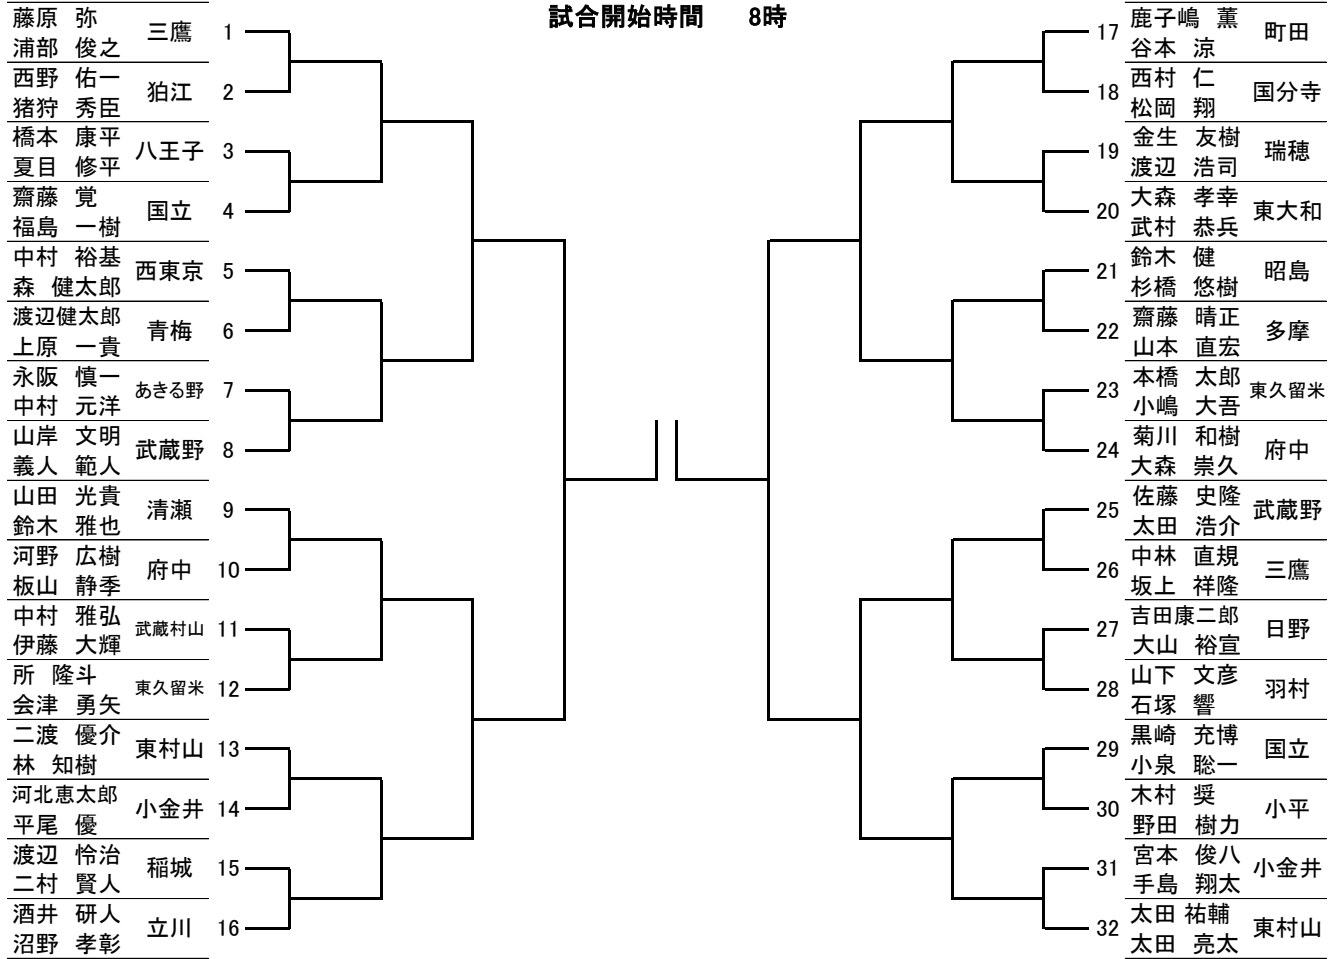 試合開始時間 8時
藤原 弥
浦部 俊之
三鷹 1
西野 佑一
猪狩 秀臣
狛江 2
橋本 康平
夏目 修平
八王子 3
齋藤 覚
福島 一樹
国立 4
中村 裕基
森 健太郎
西東京 5
渡辺健太郎
上原 一貴
青梅 6
永阪 慎一
中村 元洋
あきる野 7
山岸 文明
義人 範人
武蔵野 8
山田 光貴
鈴木 雅也
清瀬 9
河野 広樹
板山 静季
府中 10
中村 雅弘
伊藤 大輝
武蔵村山 11
所 隆斗
会津 勇矢
東久留米 12
二渡 優介
林 知樹
東村山 13
河北恵太郎
平尾 優
小金井 14
渡辺 怜治
二村 賢人
稲城 15
酒井 研人
沼野 孝彰
立川 16
17 鹿子嶋 薫
谷本 涼
町田
18 西村 仁
松岡 翔
国分寺
19 金生 友樹
渡辺 浩司
瑞穂
20 大森 孝幸
武村 恭兵
東大和
21 鈴木 健
杉橋 悠樹
昭島
22 齋藤 晴正
山本 直宏
多摩
23 本橋 太郎
小嶋 大吾
東久留米
24 菊川 和樹
大森 崇久
府中
25 佐藤 史隆
太田 浩介
武蔵野
26 中林 直規
坂上 祥隆
三鷹
27 吉田康二郎
大山 裕宣
日野
28 山下 文彦
石塚 響
羽村
29 黒崎 充博
小泉 聡一
国立
30 木村 奨
野田 樹力
小平
31 宮本 俊八
手島 翔太
小金井
32 太田 祐輔
太田 亮太
東村山